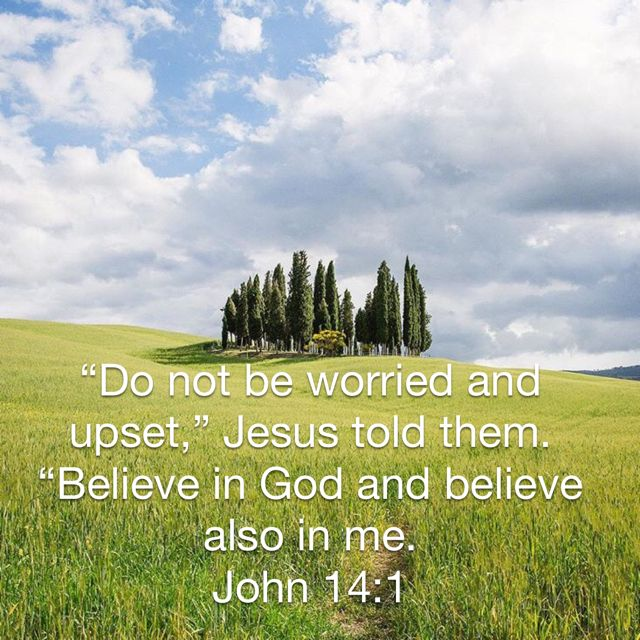 “Do not be worried and
upset,” Jesus told them.
“Believe in God and believe
also in me.
John 14:1